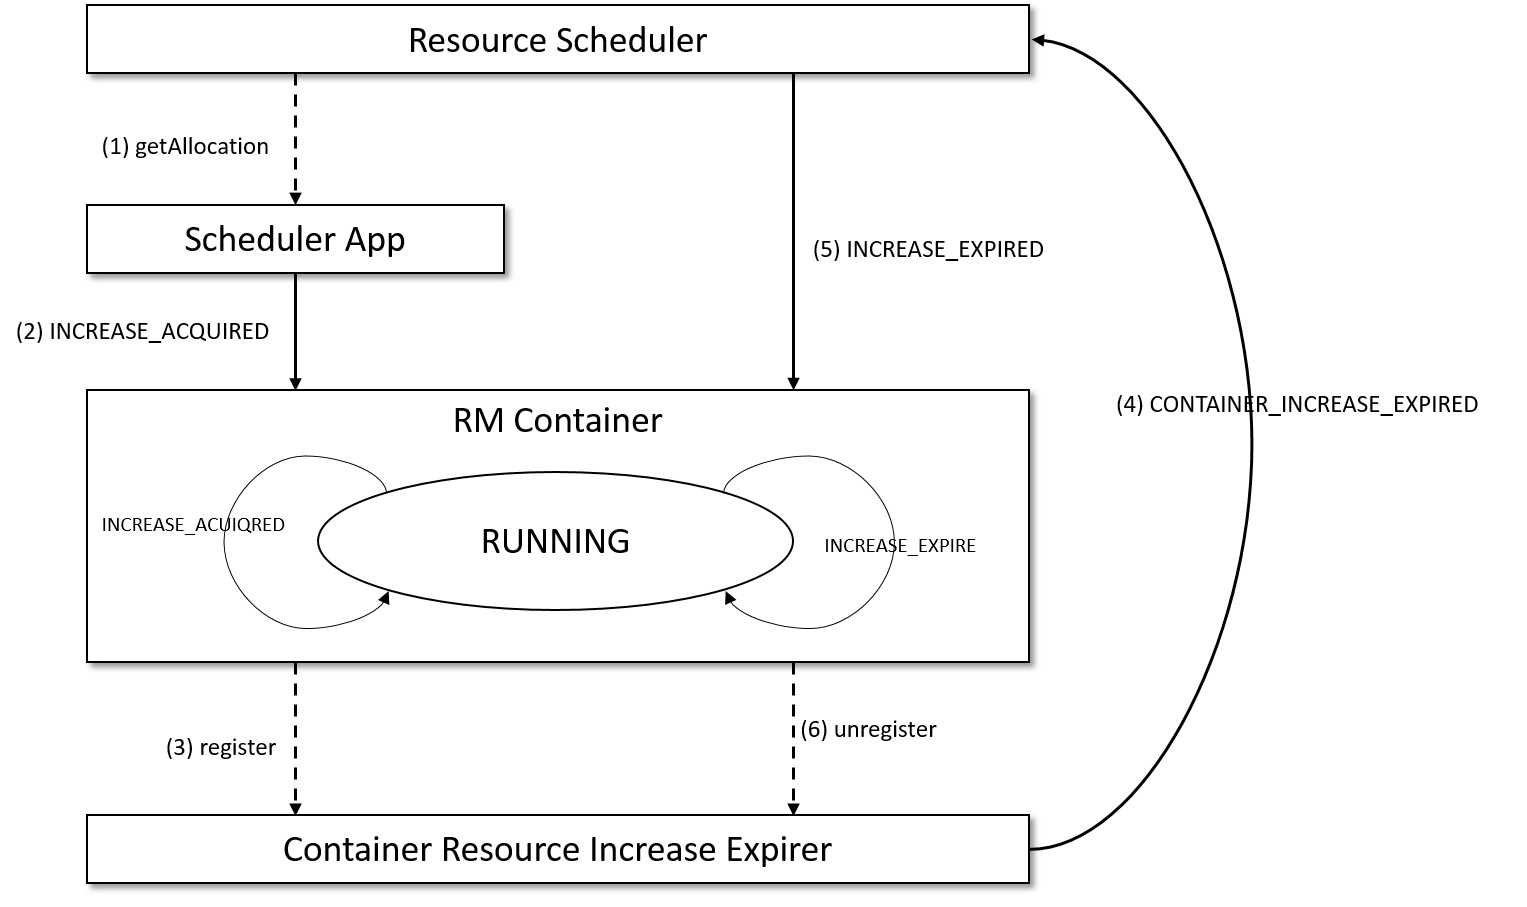 Resource Scheduler
(1) getAllocation
Scheduler App
(5) INCREASE_EXPIRED
(2) INCREASE_ACQUIRED
(4) CONTAINER_INCREASE_EXPIRED
RM Container
INCREASE_ACUIQRED
RUNNING
INCREASE_EXPIRE
(3) register
(6) unregister
Container Resource Increase Expirer